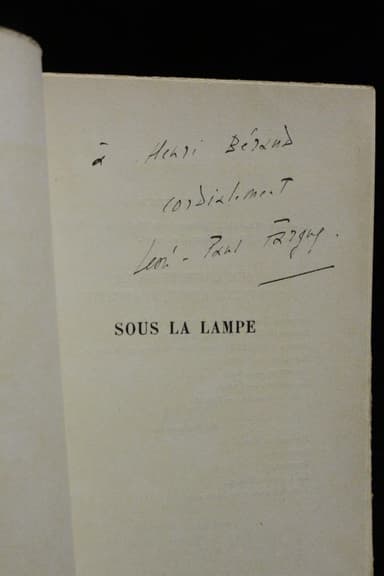 à Henri Béraud
cordialement
Léon-Paul Fargue.
SOUS LA LAMPE